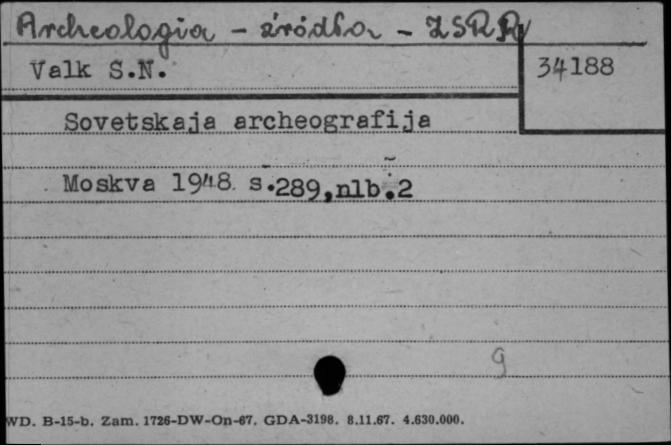 Archeologia - źródła - ZSRR
Valk S.N.
34188
Sovetskaja archeografija
Moskva 1948 s.289,nlb.2
9
WD. B-15-b. Zam. 1726-DW-On-67. GDA-3198. 8.11.67. 4.630.000.